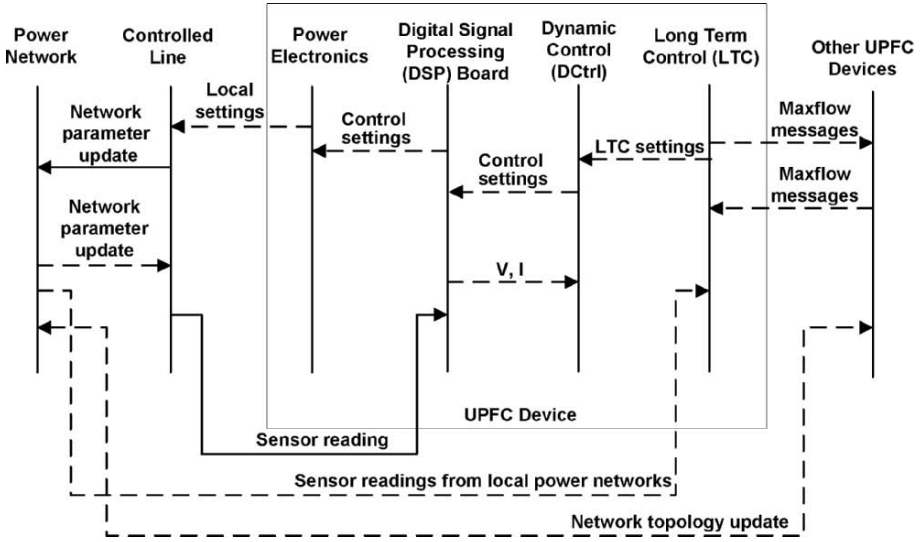 Power
Network
Controlled
Line
Power
Electronics
Digital Signal
Processing
(DSP) Board
Dynamic
Control
(DCtrl)
Long Term
Control (LTC)
Other UPFC
Devices
Local
settings
Network
parameter
update
Control
settings
LTC settings
Maxflow
messages
Control
settings
Maxflow
messages
Network
parameter
update
V, I
UPFC Device
Sensor reading
Sensor readings from local power networks
Network topology update